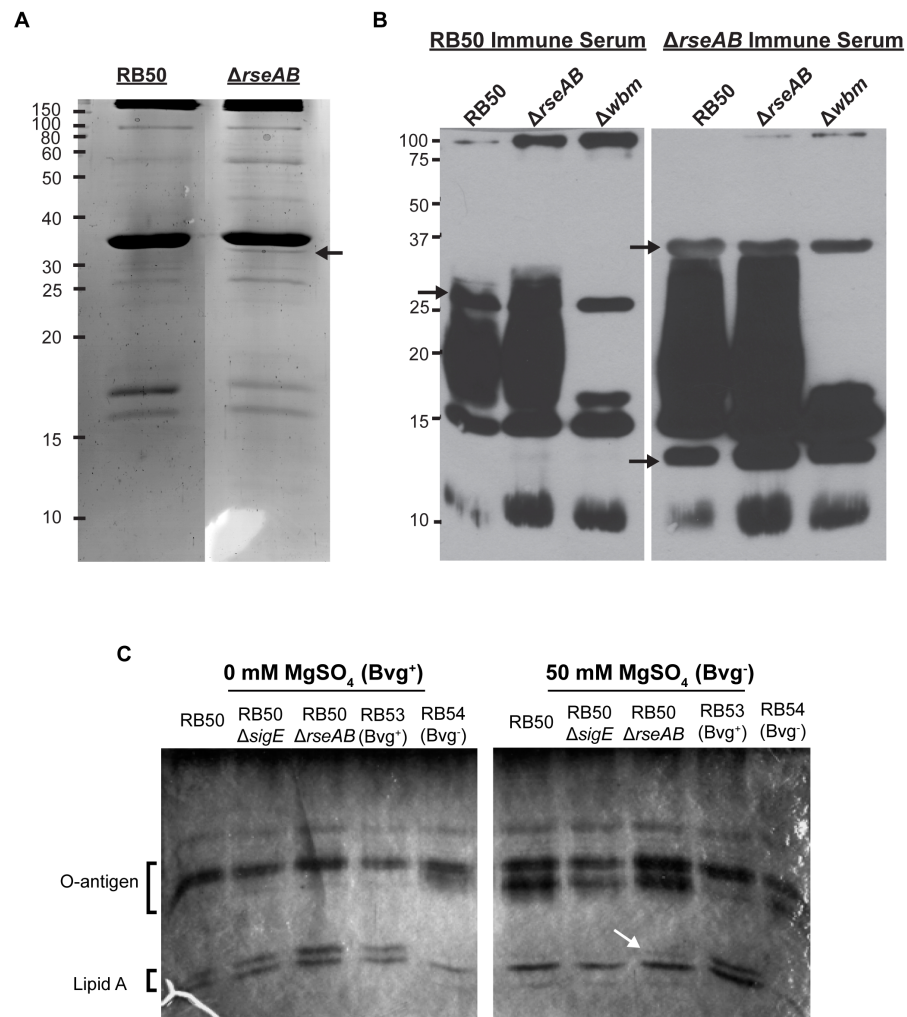 A
RB50 ΔrseAB
150
100
80
60
50
40
30
25
20
15
10
B
RB50 Immune Serum ΔrseAB Immune Serum
RB50 ΔrseAB Δwbm RB50 ΔrseAB Δwbm
100
75
50
37
25
20
15
10
C
0 mM MgSO₄ (Bvg⁺) 50 mM MgSO₄ (Bvg⁻)
RB50 RB50 ΔsigE RB50 ΔrseAB RB53 (Bvg⁺) RB54 (Bvg⁻) RB50 RB50 ΔsigE RB50 ΔrseAB RB53 (Bvg⁺) RB54 (Bvg⁻)
O-antigen
Lipid A